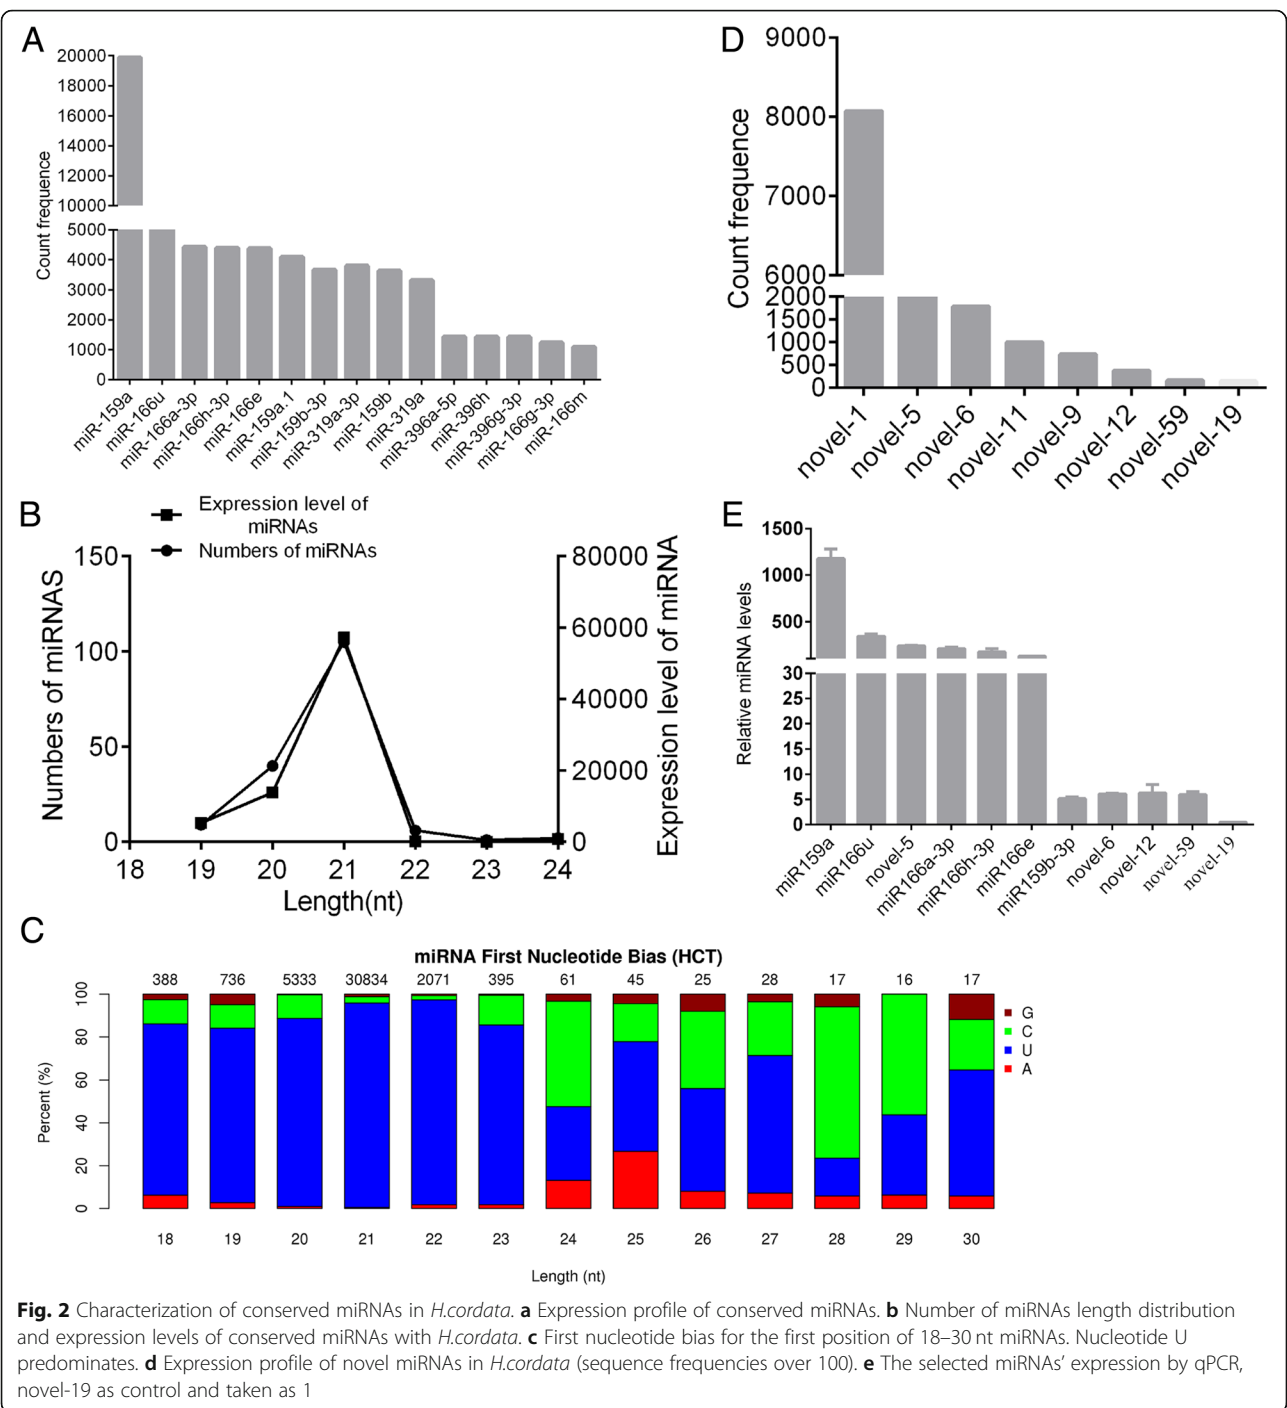 A
20000
18000
16000
14000
12000
10000
5000
4000
3000
2000
1000
0
Count frequence
miR-159a
miR-166u
miR-166a-3p
miR-166h-3p
miR-166e
miR-159a.1
miR-159b-3p
miR-319a-3p
miR-159b
miR-319a
miR-396a-5p
miR-396h
miR-396g-3p
miR-166g-3p
miR-166m
D
9000
8000
7000
6000
2000
1500
1000
500
0
Count frequence
novel-1
novel-5
novel-6
novel-11
novel-9
novel-12
novel-59
novel-19
B
Expression level of
miRNAs
Numbers of miRNAs
150
100
50
0
Numbers of miRNAS
80000
60000
40000
20000
0
Expression level of miRNA
18 19 20 21 22 23 24
Length(nt)
E
1500
1000
500
30
25
20
15
10
5
0
Relative miRNA levels
miR159a
miR166u
novel-5
miR166a-3p
miR166h-3p
miR166e
miR159b-3p
novel-6
novel-12
novel-59
novel-19
C
miRNA First Nucleotide Bias (HCT)
388 736 5333 30834 2071 395 61 45 25 28 17 16 17
100
80
60
40
20
0
Percent (%)
G
C
U
A
18 19 20 21 22 23 24 25 26 27 28 29 30
Length (nt)
Fig. 2 Characterization of conserved miRNAs in H.cordata. a Expression profile of conserved miRNAs. b Number of miRNAs length distribution
and expression levels of conserved miRNAs with H.cordata. c First nucleotide bias for the first position of 18–30 nt miRNAs. Nucleotide U
predominates. d Expression profile of novel miRNAs in H.cordata (sequence frequencies over 100). e The selected miRNAs’ expression by qPCR,
novel-19 as control and taken as 1